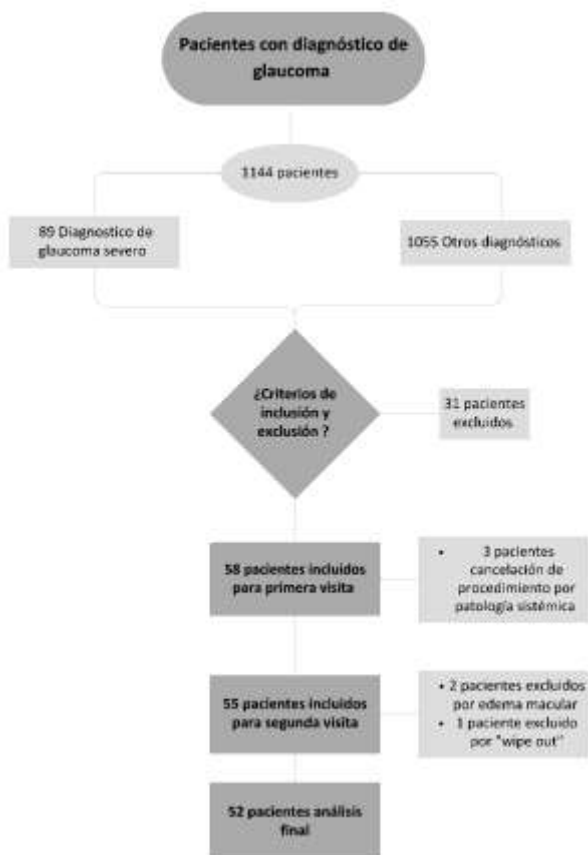 Pacientes con diagnóstico de
glaucoma
1144 pacientes
89 Diagnostico de
glaucoma severo
1055 Otros diagnósticos
¿Criterios de
inclusión y
exclusión ?
31 pacientes
excluidos
58 pacientes incluidos
para primera visita
• 3 pacientes
cancelación de
procedimiento por
patología sistémica
55 pacientes incluidos
para segunda visita
• 2 pacientes excluidos
por edema macular
• 1 paciente excluido
por "wipe out"
52 pacientes análisis
final